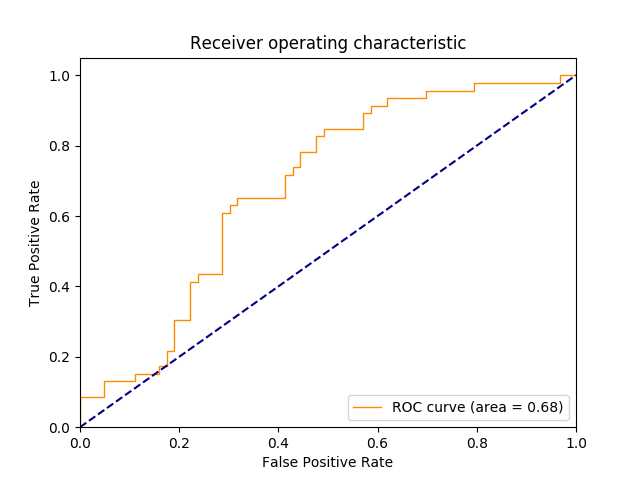 Receiver operating characteristic
True Positive Rate
1.0
0.8
0.6
0.4
0.2
0.0
ROC curve (area = 0.68)
0.0 0.2 0.4 0.6 0.8 1.0
False Positive Rate